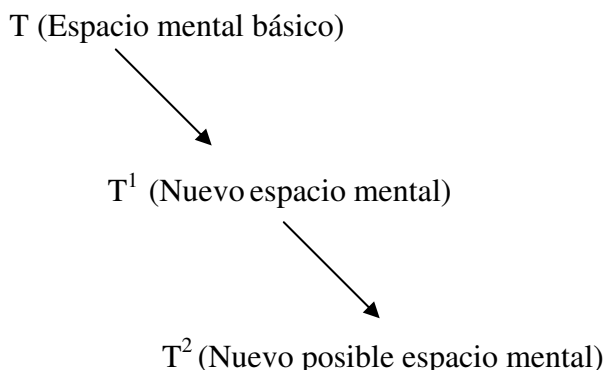 T (Espacio mental básico)
T¹ (Nuevo espacio mental)
T² (Nuevo posible espacio mental)